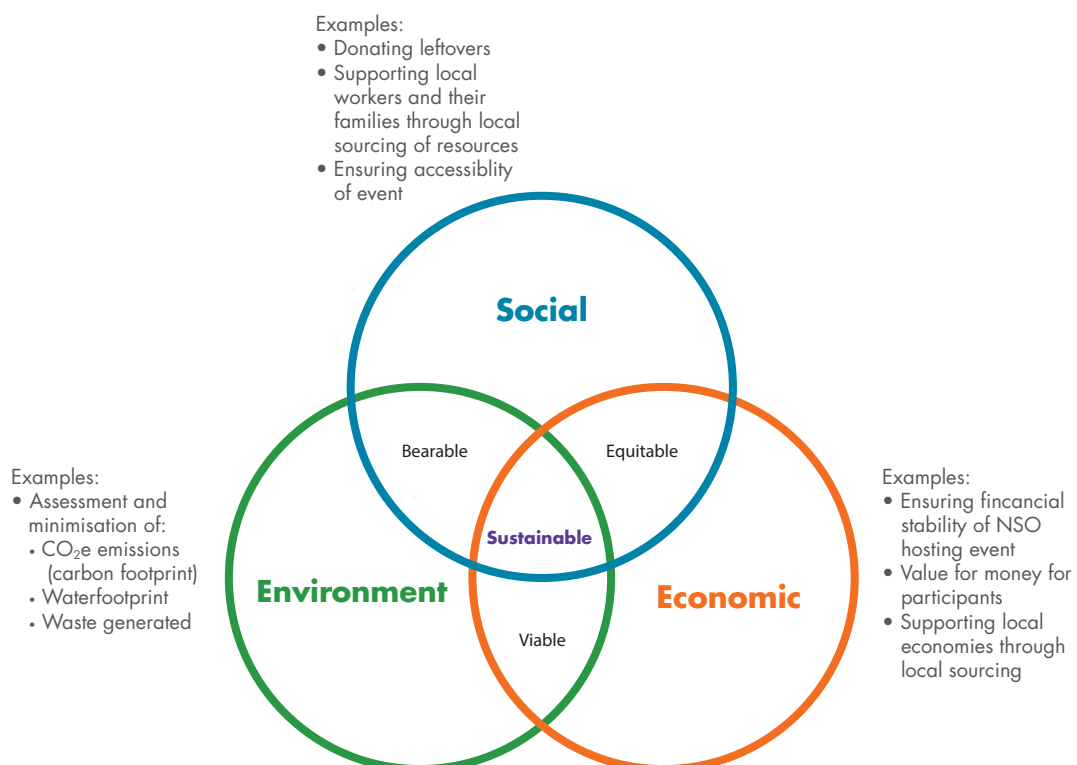 Examples:
• Donating leftovers
• Supporting local
workers and their
families through local
sourcing of resources
• Ensuring accessiblity
of event
Social
Bearable
Equitable
Sustainable
Environment
Economic
Viable
Examples:
• Assessment and
minimisation of:
• CO₂e emissions
(carbon footprint)
• Waterfootprint
• Waste generated
Examples:
• Ensuring fincancial
stability of NSO
hosting event
• Value for money for
participants
• Supporting local
economies through
local sourcing